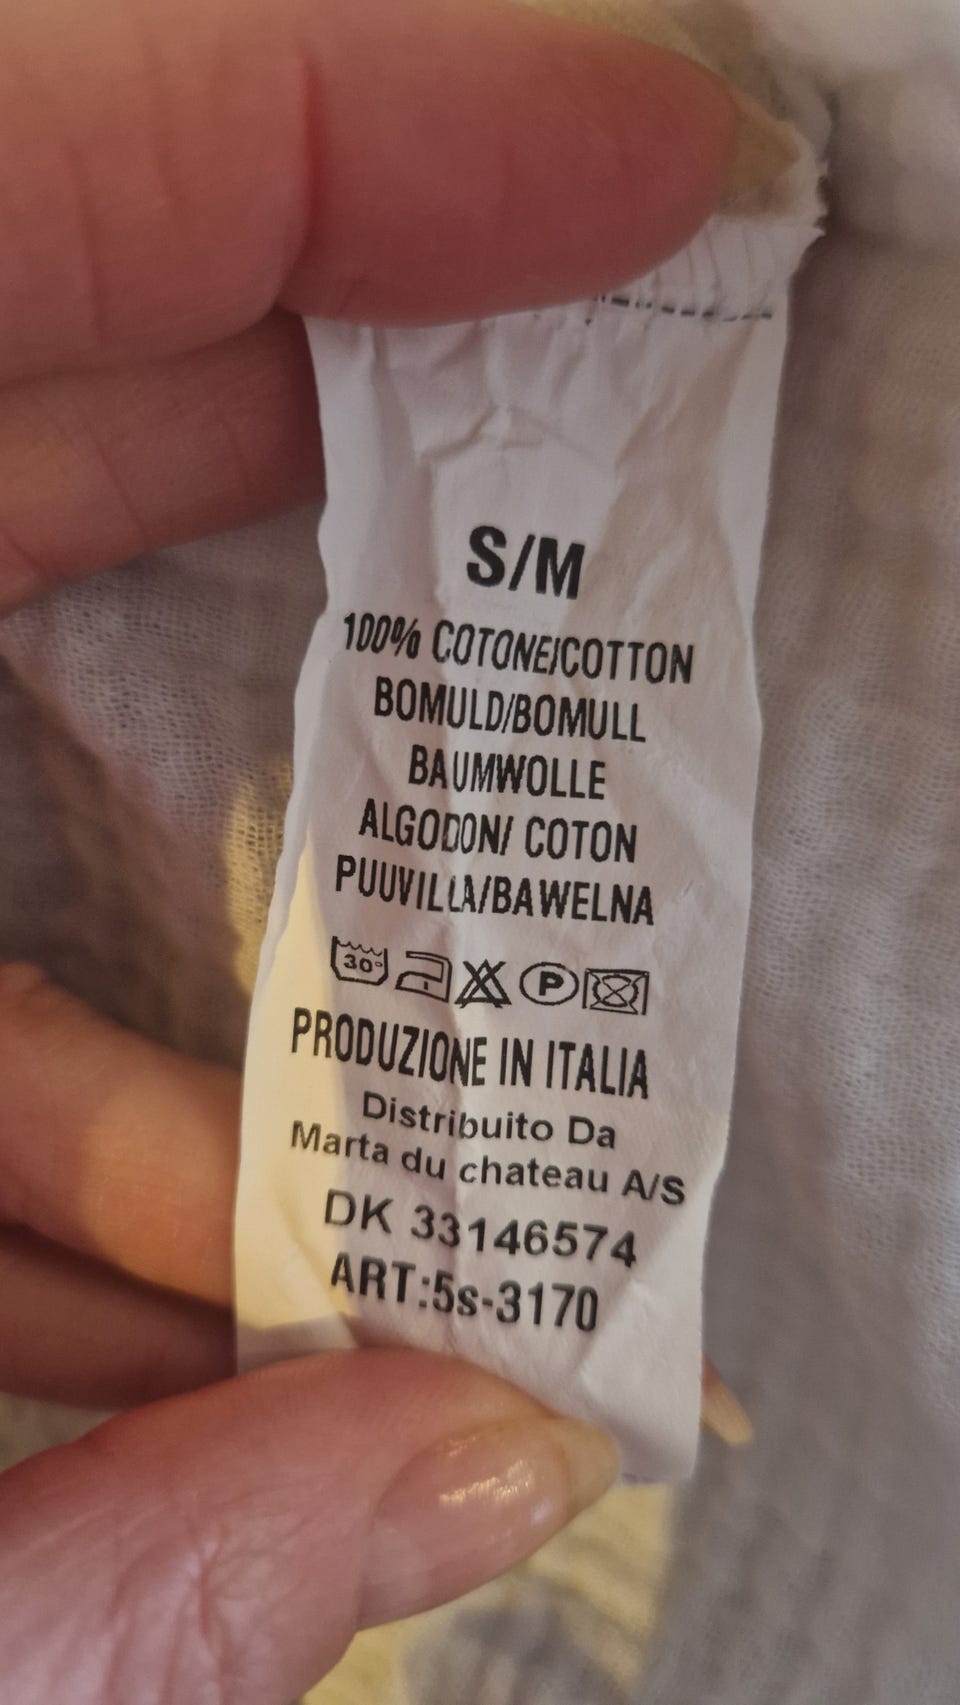 S/M
100% COTONE/COTTON
BOMULD/BOMULL
BAUMWOLLE
ALGODON/ COTON
PUUVILLA/BAWELNA
30° P
PRODUZIONE IN ITALIA
Distribuito Da
Marta du chateau A/S
DK 33146574
ART:5s-3170